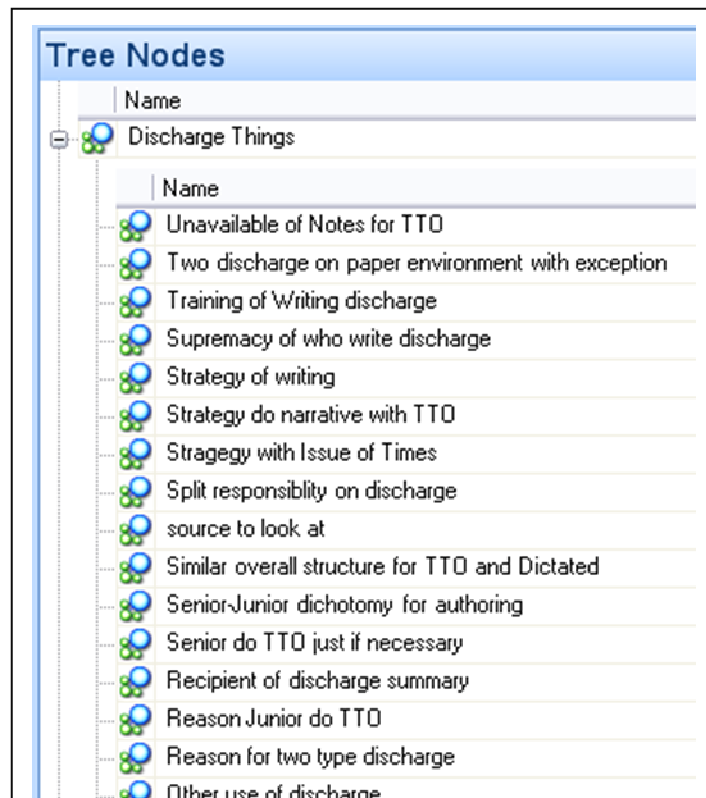 Tree Nodes
Name
Discharge Things
Name
Unavailable of Notes for TTO
Two discharge on paper environment with exception
Training of Writing discharge
Supremacy of who write discharge
Strategy of writing
Strategy do narrative with TTO
Stragegy with Issue of Times
Split responsiblity on discharge
source to look at
Similar overall structure for TTO and Dictated
Senior-Junior dichotomy for authoring
Senior do TTO just if necessary
Recipient of discharge summary
Reason Junior do TTO
Reason for two type discharge
Other use of discharge